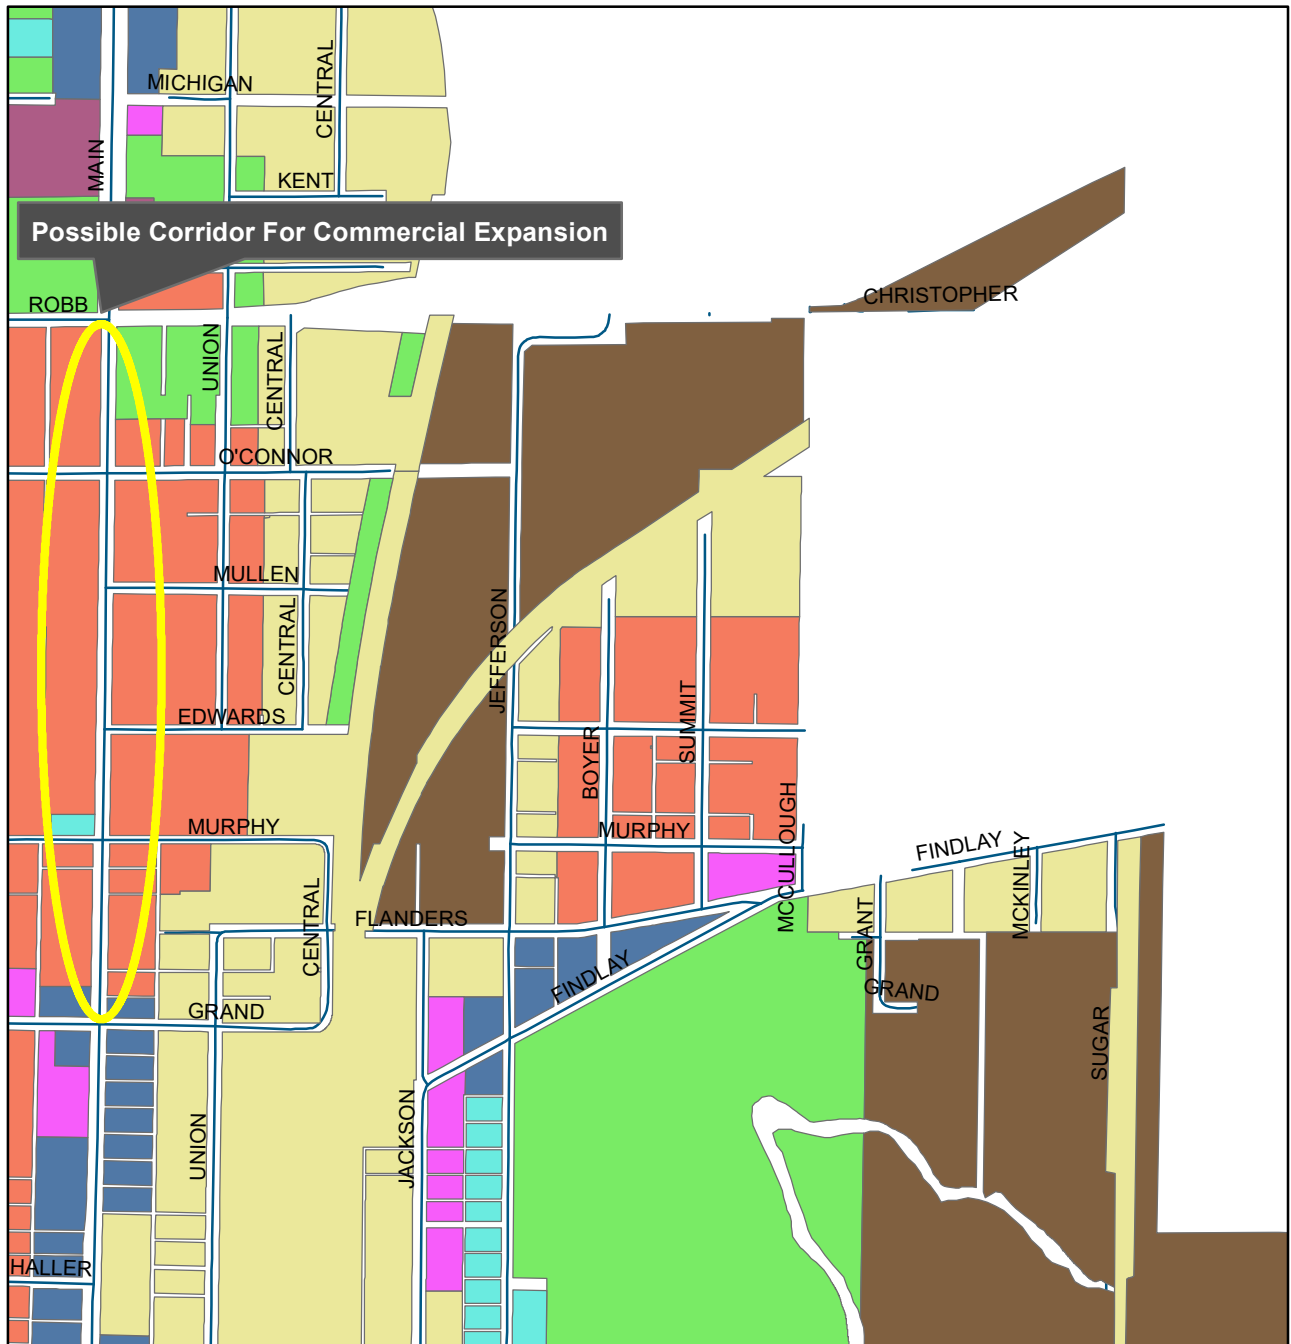 MICHIGAN
CENTRAL
MAIN
KENT
Possible Corridor For Commercial Expansion
ROBB
CHRISTOPHER
UNION
CENTRAL
O'CONNOR
MULLEN
CENTRAL
JEFFERSON
EDWARDS
SUMMIT
BOYER
MURPHY
MURPHY
MCCULLOUGH
FINDLAY
MCKINLEY
FLANDERS
CENTRAL
GRANT
FINDLAY
GRAND
GRAND
SUGAR
UNION
JACKSON
HALLER